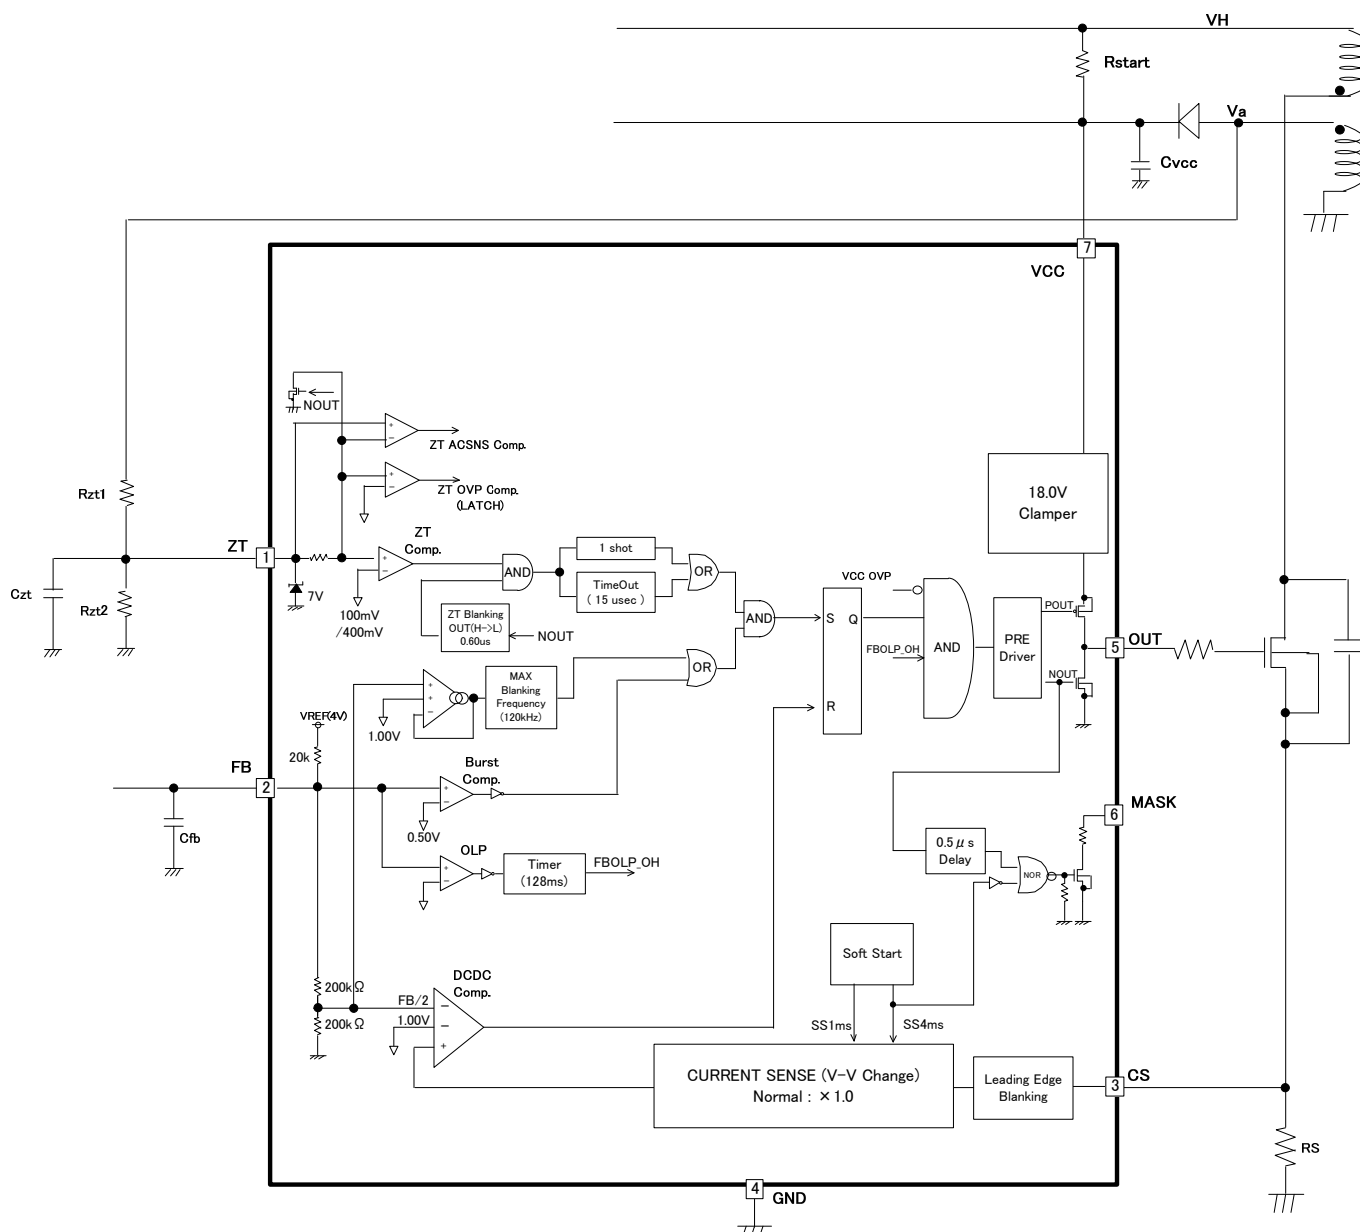 VH
Rstart
Va
Cvcc
7
VCC
NOUT
ZT ACSNS Comp.
ZT OVP Comp.
(LATCH)
18.0V
Clamper
Rzt1
ZT
1
ZT
Comp.
1 shot
AND
OR
TimeOut
( 15 usec )
VCC OVP
Czt
Rzt2
7V
100mV
/400mV
ZT Blanking
OUT(H->L)
0.60us
NOUT
AND
S
Q
POUT
OUT
5
FBOLP_OH
AND
PRE
Driver
OR
NOUT
MAX
Blanking
Frequency
(120kHz)
R
VREF(4V)
1.00V
20k
FB
2
Burst
Comp.
0.50V
MASK
6
Cfb
OLP
Timer
(128ms)
FBOLP_OH
0.5μs
Delay
NOR
Soft Start
200kΩ
DCDC
Comp.
FB/2
200kΩ
1.00V
SS1ms
SS4ms
CURRENT SENSE (V-V Change)
Normal : ×1.0
Leading Edge
Blanking
3
CS
RS
4
GND